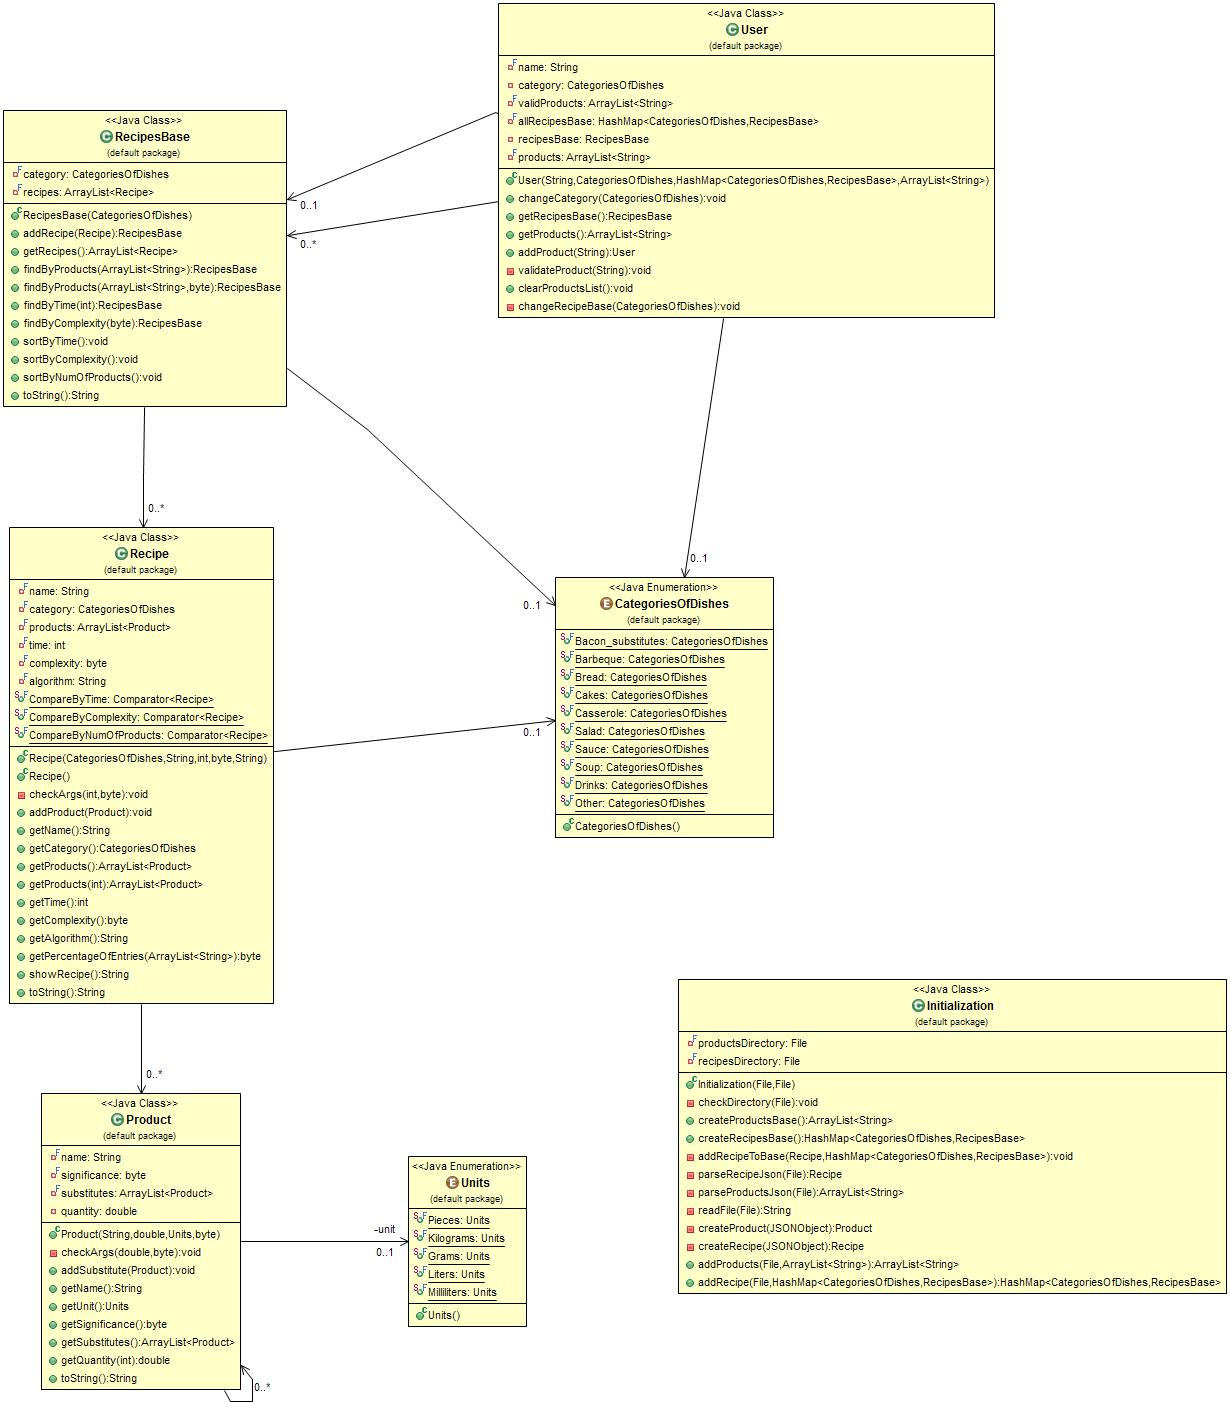 <<Java Class>>
User
(default package)
name: String
category: CategoriesOfDishes
validProducts: ArrayList<String>
allRecipesBase: HashMap<CategoriesOfDishes,RecipesBase>
recipesBase: RecipesBase
products: ArrayList<String>
User(String,CategoriesOfDishes,HashMap<CategoriesOfDishes,RecipesBase>,ArrayList<String>)
changeCategory(CategoriesOfDishes):void
getRecipesBase():RecipesBase
getProducts():ArrayList<String>
addProduct(String):User
validateProduct(String):void
clearProductsList():void
changeRecipeBase(CategoriesOfDishes):void
<<Java Class>>
RecipesBase
(default package)
category: CategoriesOfDishes
recipes: ArrayList<Recipe>
RecipesBase(CategoriesOfDishes)
addRecipe(Recipe):RecipesBase
getRecipes():ArrayList<Recipe>
findByProducts(ArrayList<String>):RecipesBase
findByProducts(ArrayList<String>,byte):RecipesBase
findByTime(int):RecipesBase
findByComplexity(byte):RecipesBase
sortByTime():void
sortByComplexity():void
sortByNumOfProducts():void
toString():String
0..1
0..*
0..*
0..1
0..1
<<Java Class>>
Recipe
(default package)
name: String
category: CategoriesOfDishes
products: ArrayList<Product>
time: int
complexity: byte
algorithm: String
CompareByTime: Comparator<Recipe>
CompareByComplexity: Comparator<Recipe>
CompareByNumOfProducts: Comparator<Recipe>
Recipe(CategoriesOfDishes,String,int,byte,String)
Recipe()
checkArgs(int,byte):void
addProduct(Product):void
getName():String
getCategory():CategoriesOfDishes
getProducts():ArrayList<Product>
getProducts(int):ArrayList<Product>
getTime():int
getComplexity():byte
getAlgorithm():String
getPercentageOfEntries(ArrayList<String>):byte
showRecipe():String
toString():String
0..1
<<Java Enumeration>>
CategoriesOfDishes
(default package)
Bacon_substitutes: CategoriesOfDishes
Barbeque: CategoriesOfDishes
Bread: CategoriesOfDishes
Cakes: CategoriesOfDishes
Casserole: CategoriesOfDishes
Salad: CategoriesOfDishes
Sauce: CategoriesOfDishes
Soup: CategoriesOfDishes
Drinks: CategoriesOfDishes
Other: CategoriesOfDishes
CategoriesOfDishes()
0..*
<<Java Class>>
Product
(default package)
name: String
significance: byte
substitutes: ArrayList<Product>
quantity: double
Product(String,double,Units,byte)
checkArgs(double,byte):void
addSubstitute(Product):void
getName():String
getUnit():Units
getSignificance():byte
getSubstitutes():ArrayList<Product>
getQuantity(int):double
toString():String
0..*
-unit
0..1
<<Java Enumeration>>
Units
(default package)
Pieces: Units
Kilograms: Units
Grams: Units
Liters: Units
Milliliters: Units
Units()
<<Java Class>>
Initialization
(default package)
productsDirectory: File
recipesDirectory: File
Initialization(File,File)
checkDirectory(File):void
createProductsBase():ArrayList<String>
createRecipesBase():HashMap<CategoriesOfDishes,RecipesBase>
addRecipeToBase(Recipe,HashMap<CategoriesOfDishes,RecipesBase>):void
parseRecipeJson(File):Recipe
parseProductsJson(File):ArrayList<String>
readFile(File):String
createProduct(JSONObject):Product
createRecipe(JSONObject):Recipe
addProducts(File,ArrayList<String>):ArrayList<String>
addRecipe(File,HashMap<CategoriesOfDishes,RecipesBase>):HashMap<CategoriesOfDishes,RecipesBase>